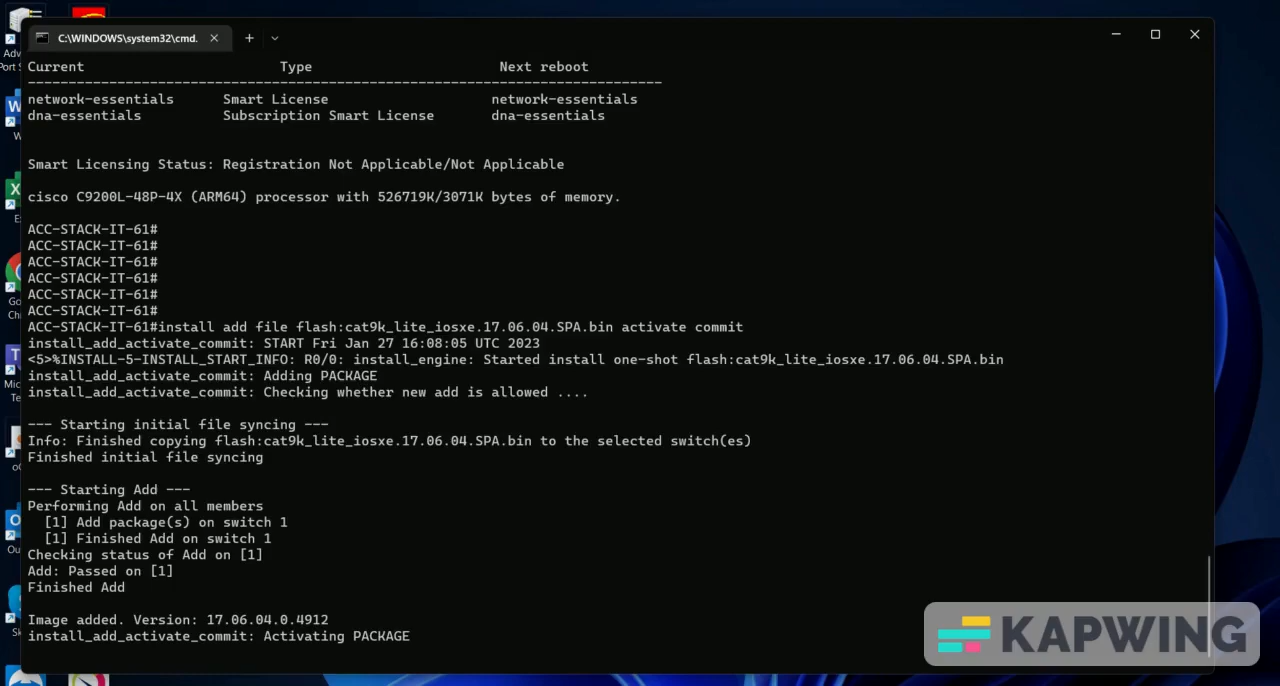 C:\WINDOWS\system32\cmd.
Adv
Port S
Current Type Next reboot
------------------------------------------------------------------------------
network-essentials Smart License network-essentials
dna-essentials Subscription Smart License dna-essentials
Smart Licensing Status: Registration Not Applicable/Not Applicable
cisco C9200L-48P-4X (ARM64) processor with 526719K/3071K bytes of memory.
ACC-STACK-IT-61#
ACC-STACK-IT-61#
ACC-STACK-IT-61#
ACC-STACK-IT-61#
ACC-STACK-IT-61#
ACC-STACK-IT-61#
ACC-STACK-IT-61#install add file flash:cat9k_lite_iosxe.17.06.04.SPA.bin activate commit
install_add_activate_commit: START Fri Jan 27 16:08:05 UTC 2023
<5>%INSTALL-5-INSTALL_START_INFO: R0/0: install_engine: Started install one-shot flash:cat9k_lite_iosxe.17.06.04.SPA.bin
install_add_activate_commit: Adding PACKAGE
install_add_activate_commit: Checking whether new add is allowed ....
--- Starting initial file syncing ---
Info: Finished copying flash:cat9k_lite_iosxe.17.06.04.SPA.bin to the selected switch(es)
Finished initial file syncing
--- Starting Add ---
Performing Add on all members
[1] Add package(s) on switch 1
[1] Finished Add on switch 1
Checking status of Add on [1]
Add: Passed on [1]
Finished Add
Image added. Version: 17.06.04.0.4912
install_add_activate_commit: Activating PACKAGE
KAPWING